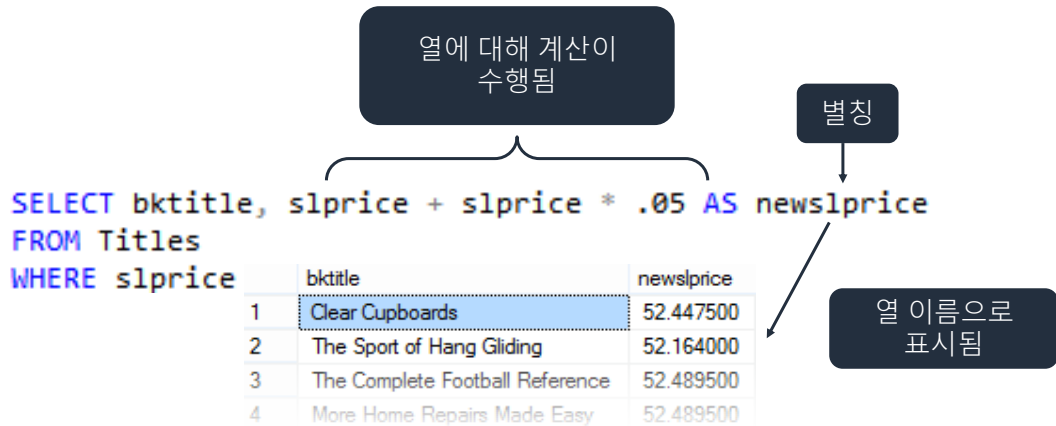 열에 대해 계산이
수행됨
별칭
SELECT bktitle, slprice + slprice * .05 AS newslprice
FROM Titles
WHERE slprice
bktitle newslprice
1 Clear Cupboards 52.447500
2 The Sport of Hang Gliding 52.164000
3 The Complete Football Reference 52.489500
4 More Home Repairs Made Easy 52.489500
열 이름으로
표시됨